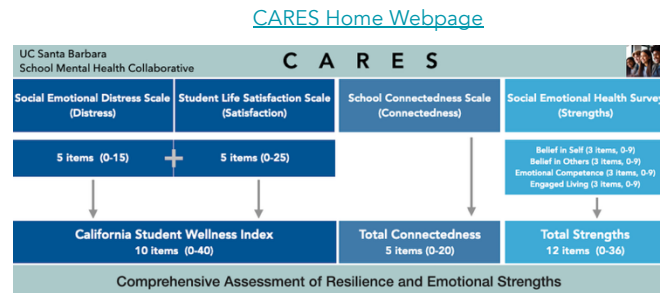 CARES Home Webpage
UC Santa Barbara
School Mental Health Collaborative
C A R E S
Social Emotional Distress Scale
(Distress)
Student Life Satisfaction Scale
(Satisfaction)
School Connectedness Scale
(Connectedness)
Social Emotional Health Survey
(Strengths)
5 items (0-15)
+
5 items (0-25)
Belief in Self (3 items, 0-9)
Belief in Others (3 items, 0-9)
Emotional Competence (3 items, 0-9)
Engaged Living (3 items, 0-9)
California Student Wellness Index
10 items (0-40)
Total Connectedness
5 items (0-20)
Total Strengths
12 items (0-36)
Comprehensive Assessment of Resilience and Emotional Strengths